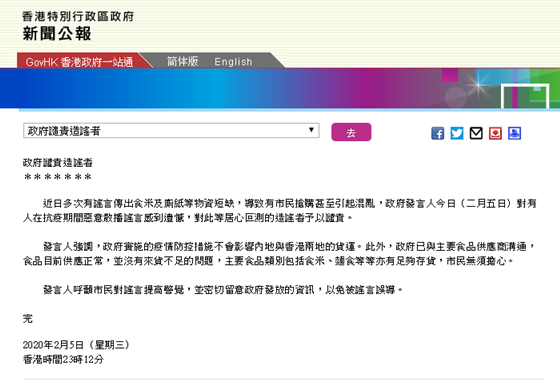 香港特別行政區政府
新聞公報
GovHK 香港政府一站通 简体版 English
政府譴責造謠者
去
政府譴責造謠者
＊＊＊＊＊＊＊
近日多次有謠言傳出食米及廁紙等物資短缺，導致有市民搶購甚至引起混亂，政府發言人今日（二月五日）對有
人在抗疫期間惡意散播謠言感到遺憾，對此等居心叵測的造謠者予以譴責。
發言人強調，政府實施的疫情防控措施不會影響內地與香港兩地的貨運。此外，政府已與主要食品供應商溝通，
食品目前供應正常，並沒有來貨不足的問題，主要食品類別包括食米、麵食等等亦有足夠存貨，市民無須擔心。
發言人呼籲市民對謠言提高警覺，並密切留意政府發放的資訊，以免被謠言誤導。
完
2020年2月5日（星期三）
香港時間23時12分